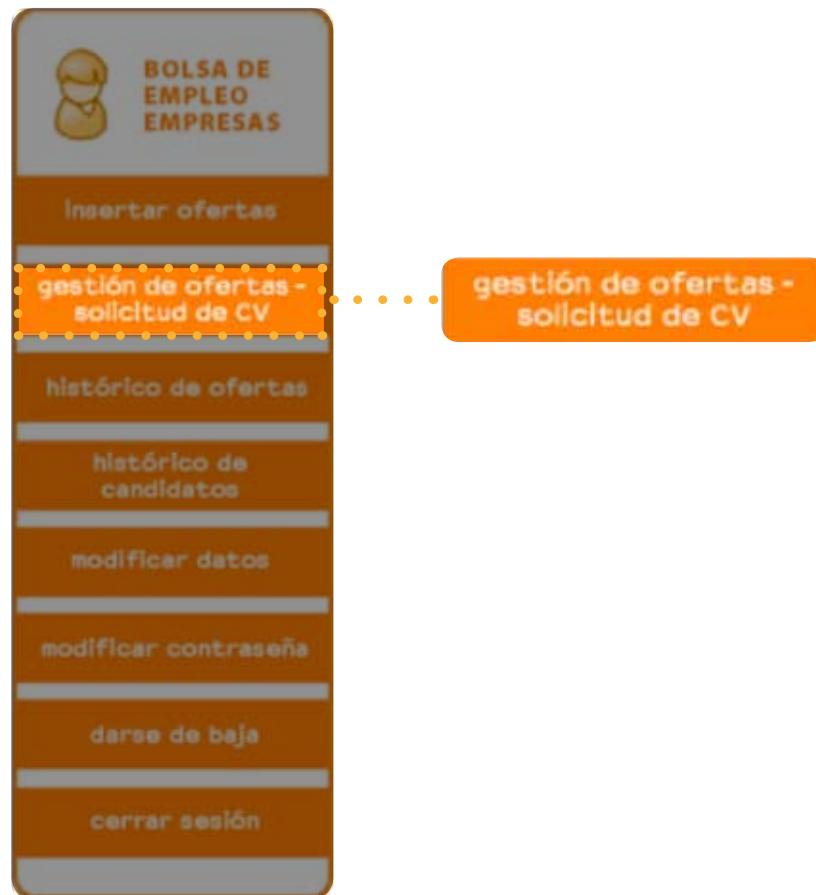 BOLSA DE
EMPLEO
EMPRESAS
insertar ofertas
gestión de ofertas -
solicitud de CV
gestión de ofertas -
solicitud de CV
histórico de ofertas
histórico de
candidatos
modificar datos
modificar contraseña
darse de baja
cerrar sesión